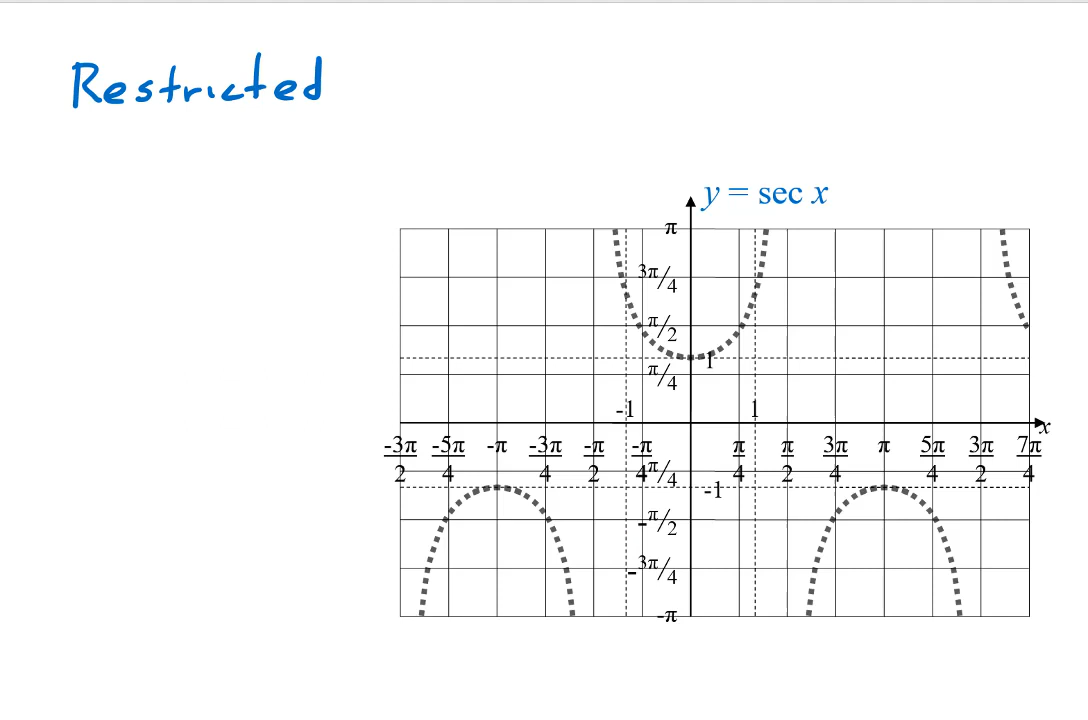 Restricted
y = sec x
π
3π/4
π/2
1
π/4
-1 1
x
-3π/2 -5π/4 -π -3π/4 -π/2 -π/4 π/4 π/2 3π/4 π 5π/4 3π/2 7π/4
π/4
-1
-π/2
-3π/4
-π